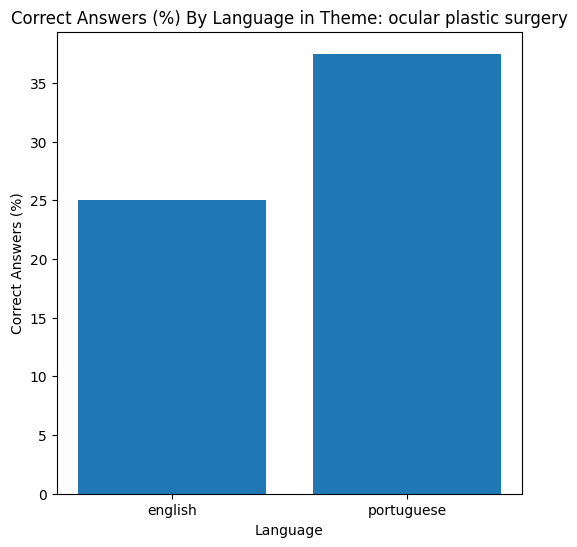 Correct Answers (%) By Language in Theme: ocular plastic surgery
Correct Answers (%)
35
30
25
20
15
10
5
0
english portuguese
Language